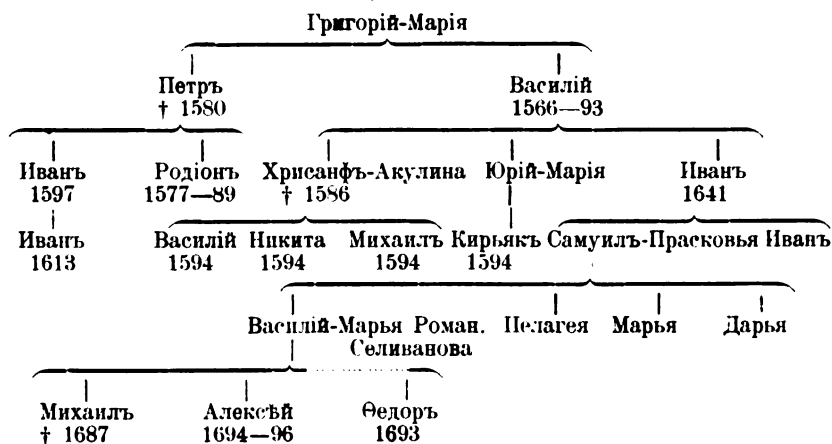 Григорій-Марія
Петръ Василій
† 1580 1566—93
Иванъ Родіонъ Хрисанфъ-Акулина Юрій-Марія Иванъ
1597 1577—89 † 1586 1641
Иванъ Василій Никита Михаилъ Кирьякъ Самуилъ-Прасковья Иванъ
1613 1594 1594 1594 1594
Василій-Марья Роман. Пелагея Марья Дарья
Селиванова
Михаилъ Алексѣй Ѳедоръ
† 1687 1694—96 1693